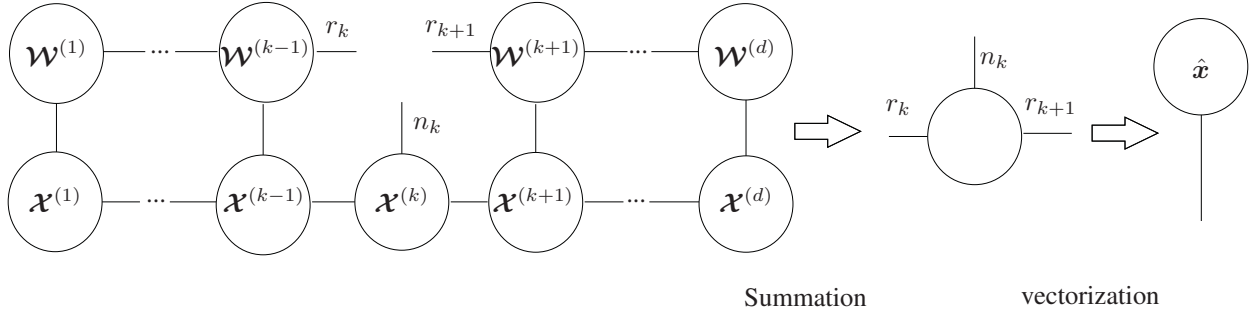 𝓦^{(1)} ... 𝓦^{(k−1)} r_k r_{k+1} 𝓦^{(k+1)} ... 𝓦^{(d)} x̂
n_k n_k
r_k r_{k+1}
𝓧^{(1)} ... 𝓧^{(k−1)} 𝓧^{(k)} 𝓧^{(k+1)} ... 𝓧^{(d)}
Summation vectorization